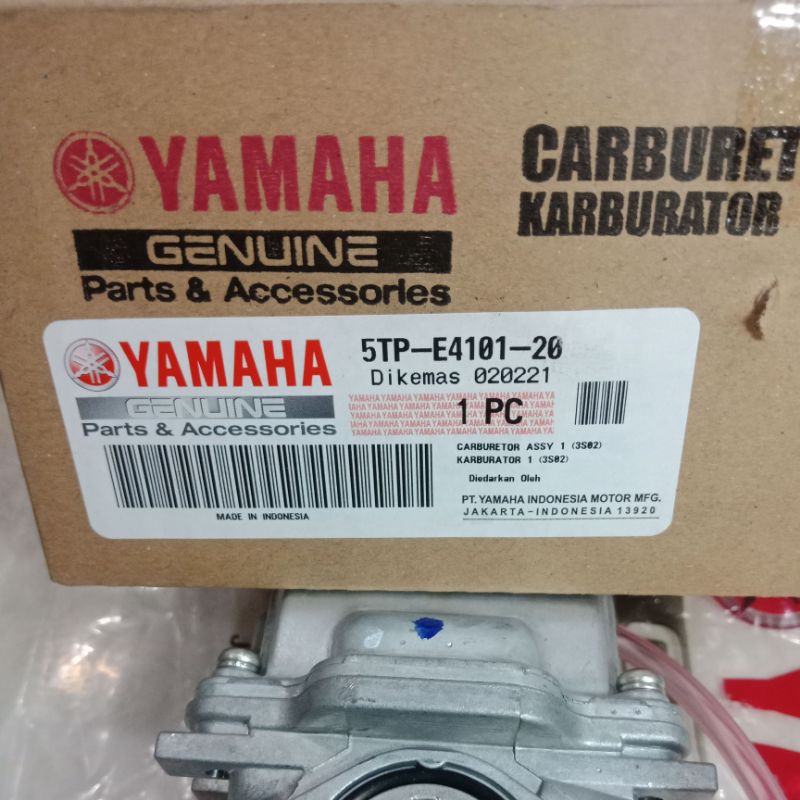 YAMAHA
GENUINE
Parts & Accessories
CARBURET
KARBURATOR
YAMAHA
GENUINE
Parts & Accessories
5TP-E4101-20
Dikemas 020221
1 PC
CARBURETOR ASSY 1 (3S02)
KARBURATOR 1 (3S02)
Diedarkan Oleh
PT. YAMAHA INDONESIA MOTOR MFG.
JAKARTA-INDONESIA 13920
MADE IN INDONESIA